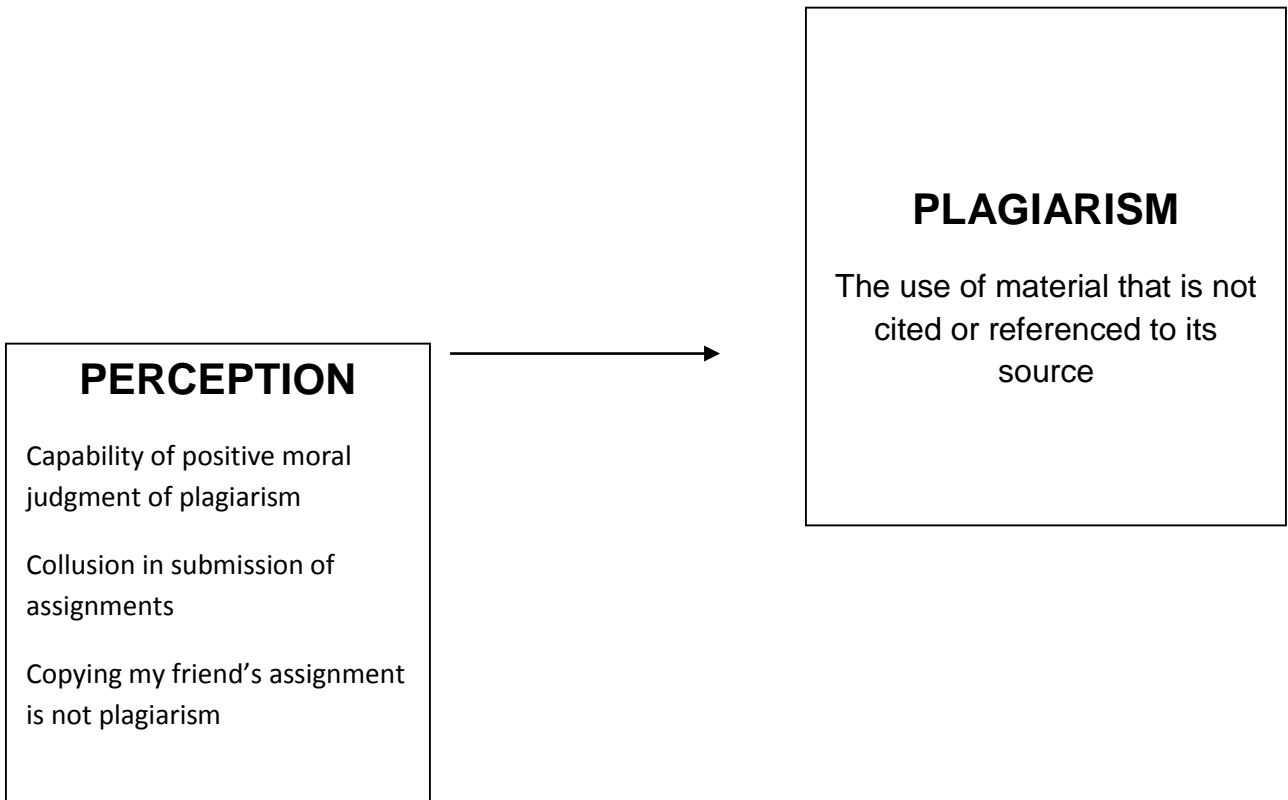 PLAGIARISM
The use of material that is not
cited or referenced to its
source
PERCEPTION
Capability of positive moral
judgment of plagiarism
Collusion in submission of
assignments
Copying my friend’s assignment
is not plagiarism